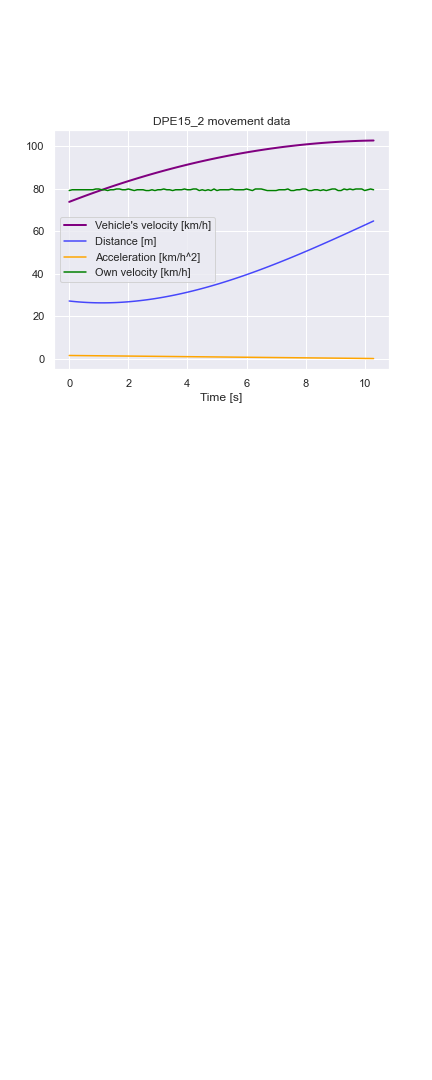 DPE15_2 movement data
100
80
60
40
20
0
Vehicle's velocity [km/h]
Distance [m]
Acceleration [km/h^2]
Own velocity [km/h]
0 2 4 6 8 10
Time [s]